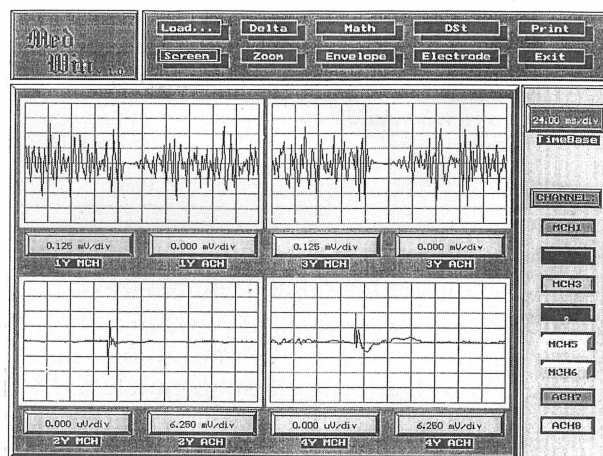 Med
Win v 1.0
Load... Delta Math DSt Print
Screen Zoom Envelope Electrode Exit
24.00 ms/div
TimeBase
CHANNEL:
0.125 mV/div 0.000 mV/div 0.125 mV/div 0.000 mV/div
1Y MCH 1Y ACH 3Y MCH 3Y ACH
MCH1
MCH3
MCH5
MCH6
ACH7
ACH8
0.000 uV/div 6.250 mV/div 0.000 uV/div 6.250 mV/div
2Y MCH 2Y ACH 4Y MCH 4Y ACH